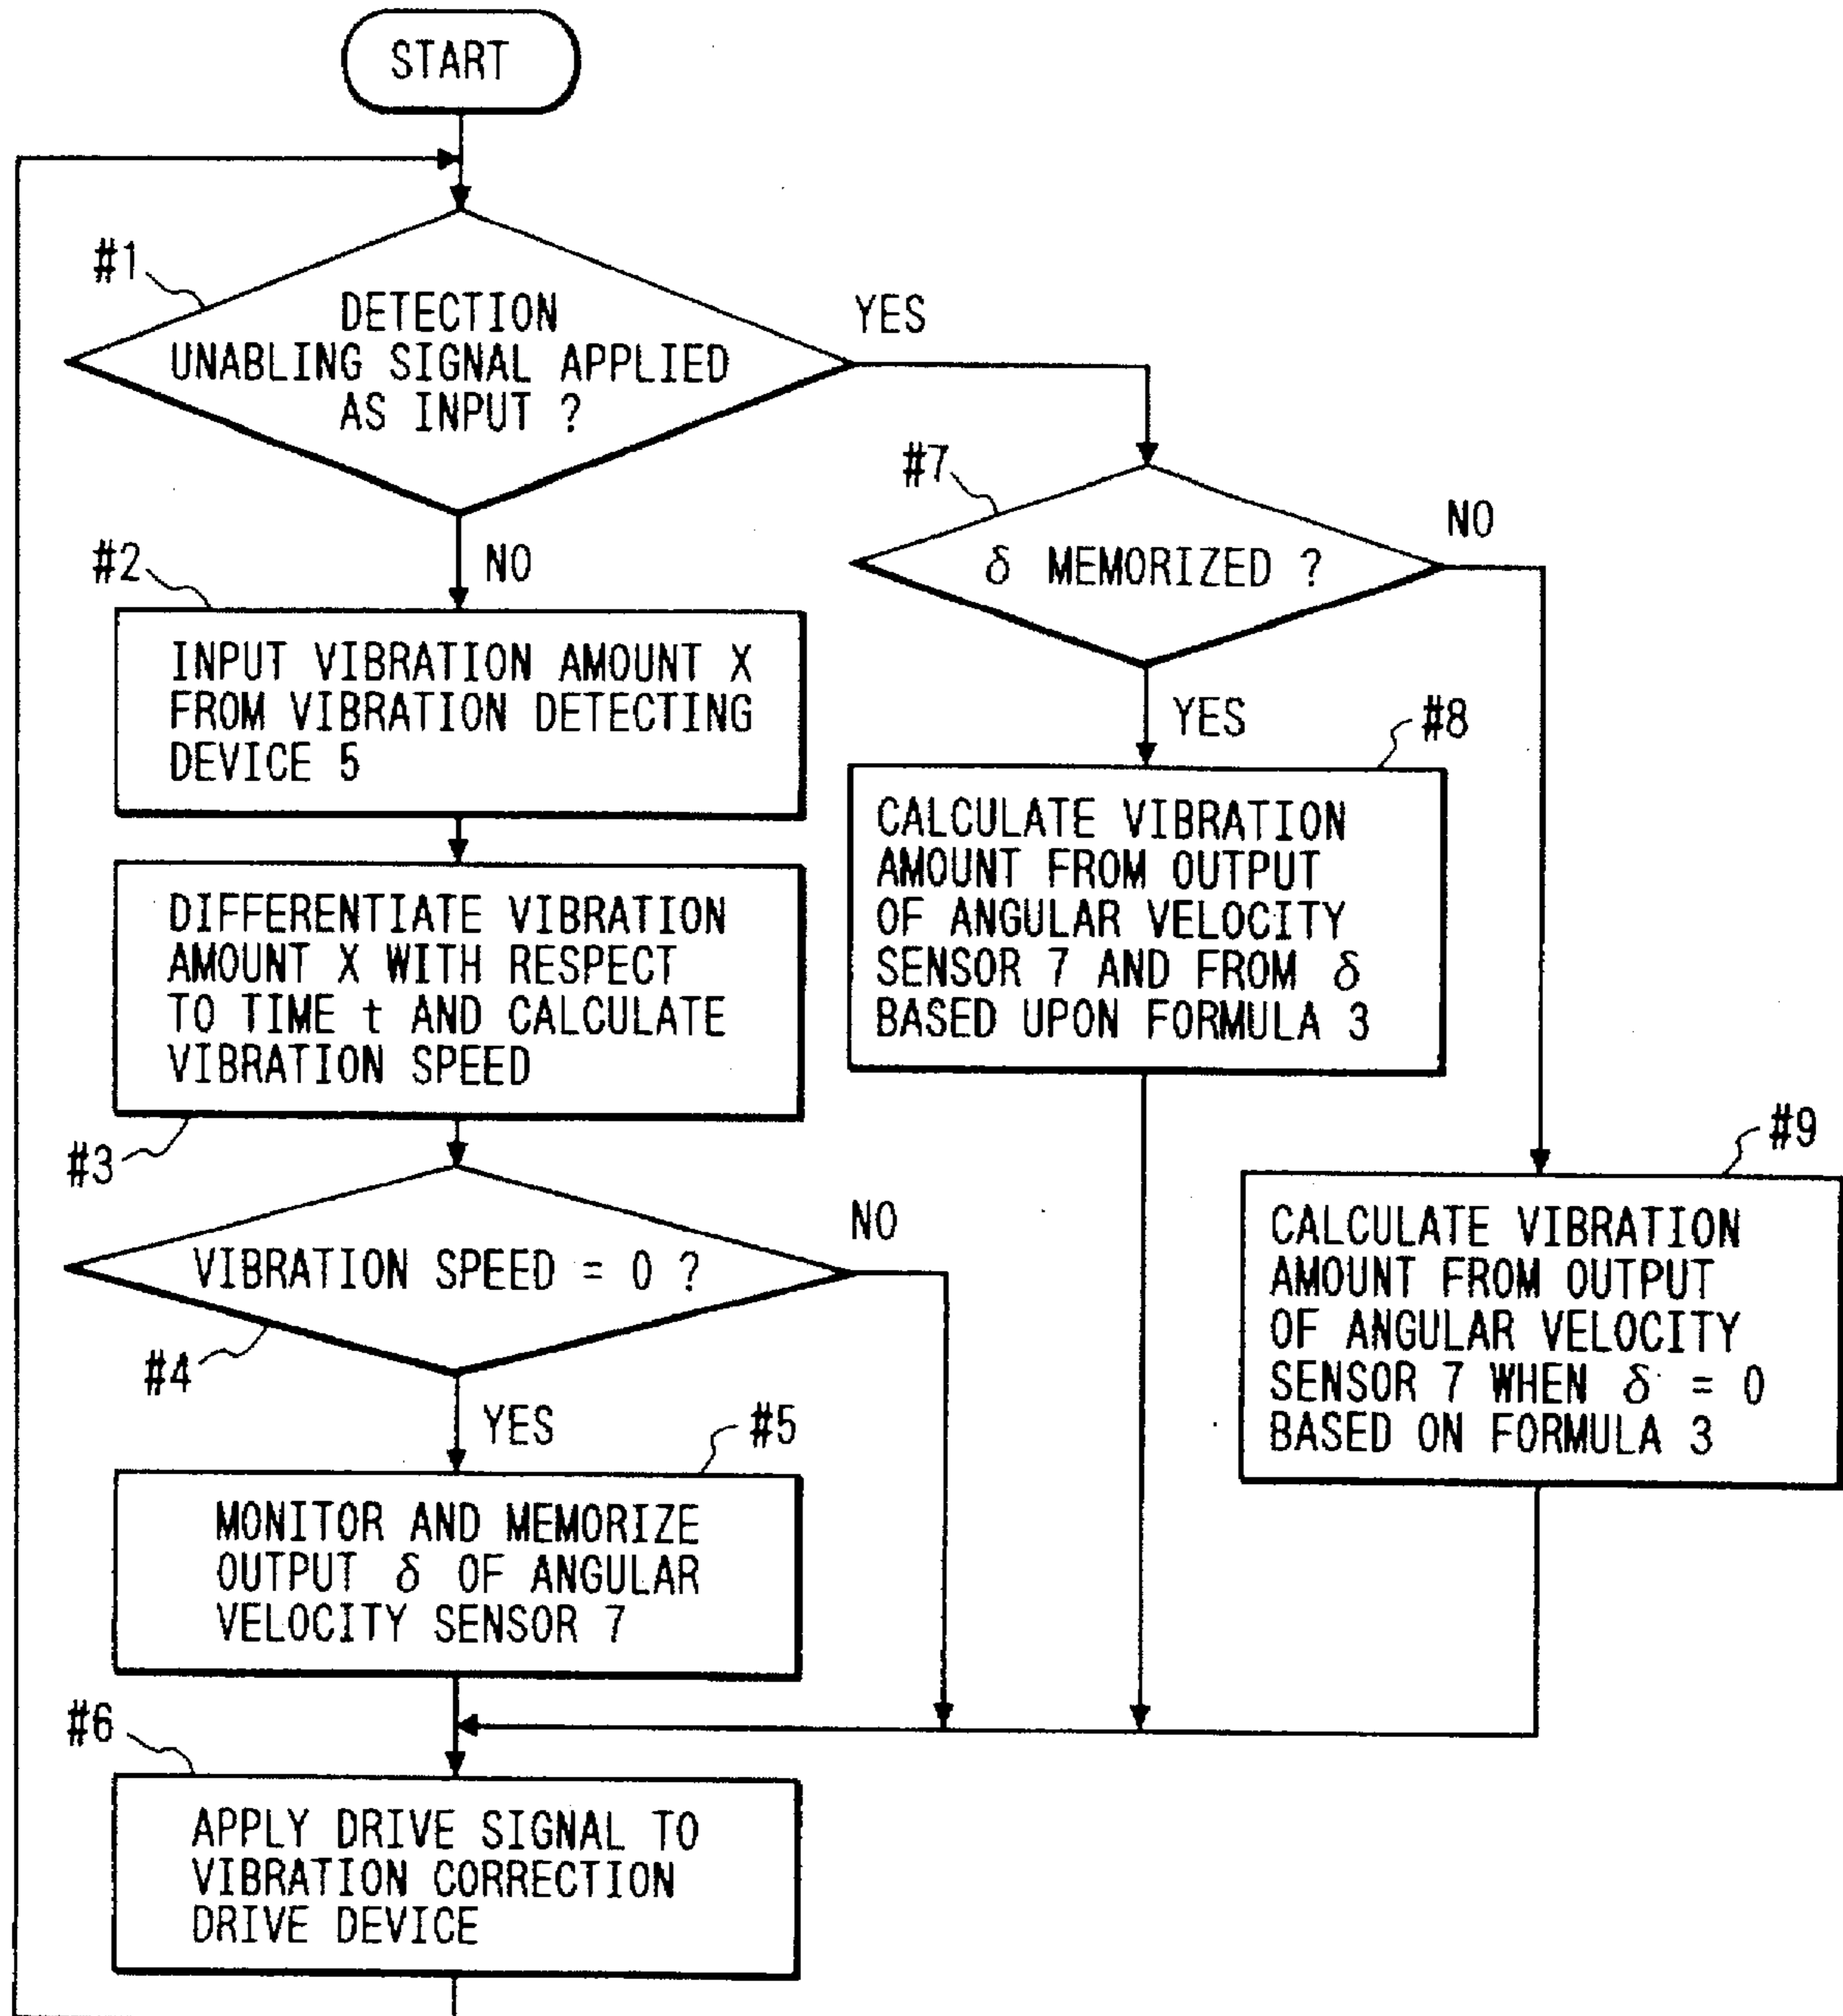 START
#1
DETECTION
UNABLING SIGNAL APPLIED
AS INPUT ?
YES
NO
#2
INPUT VIBRATION AMOUNT X
FROM VIBRATION DETECTING
DEVICE 5
DIFFERENTIATE VIBRATION
AMOUNT X WITH RESPECT
TO TIME t AND CALCULATE
VIBRATION SPEED
#3
VIBRATION SPEED = 0 ?
NO
#4
YES
#5
MONITOR AND MEMORIZE
OUTPUT δ OF ANGULAR
VELOCITY SENSOR 7
#6
APPLY DRIVE SIGNAL TO
VIBRATION CORRECTION
DRIVE DEVICE
#7
δ MEMORIZED ?
NO
YES
#8
CALCULATE VIBRATION
AMOUNT FROM OUTPUT
OF ANGULAR VELOCITY
SENSOR 7 AND FROM δ
BASED UPON FORMULA 3
#9
CALCULATE VIBRATION
AMOUNT FROM OUTPUT
OF ANGULAR VELOCITY
SENSOR 7 WHEN δ = 0
BASED ON FORMULA 3